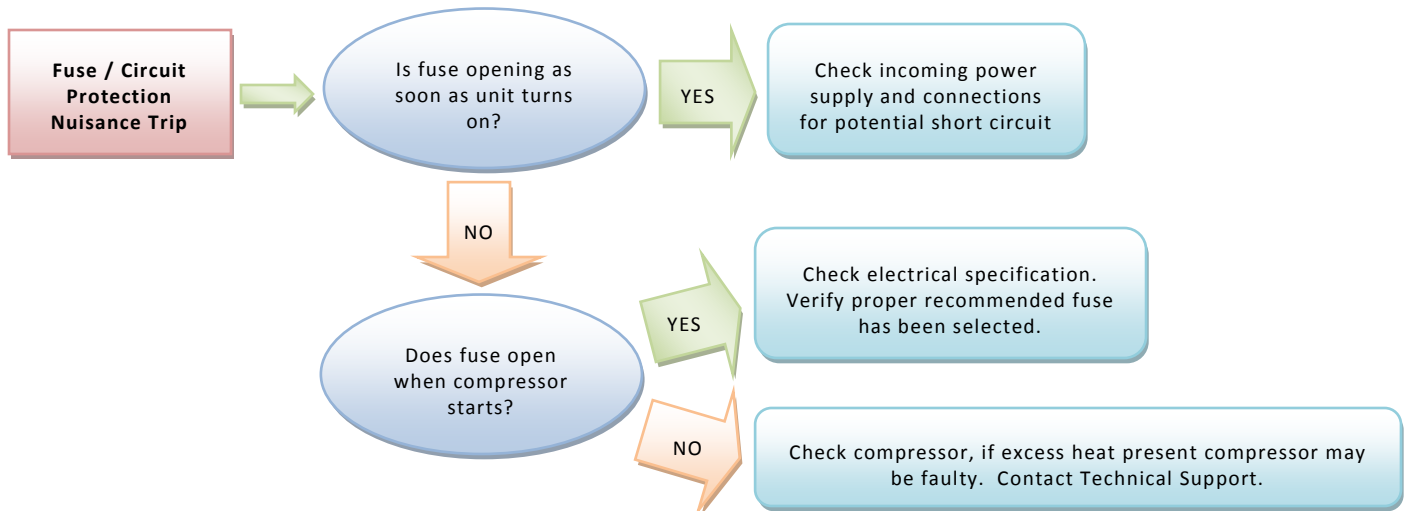 Fuse / Circuit
Protection
Nuisance Trip
Is fuse opening as
soon as unit turns
on?
YES
Check incoming power
supply and connections
for potential short circuit
NO
Does fuse open
when compressor
starts?
YES
Check electrical specification.
Verify proper recommended fuse
has been selected.
NO
Check compressor, if excess heat present compressor may
be faulty.  Contact Technical Support.